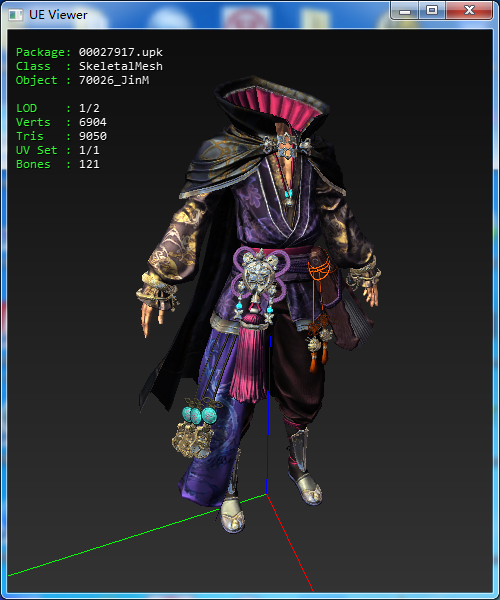 UE Viewer
Package: 00027917.upk
Class : SkeletalMesh
Object : 70026_JinM
LOD : 1/2
Verts : 6904
Tris : 9050
UV Set : 1/1
Bones : 121